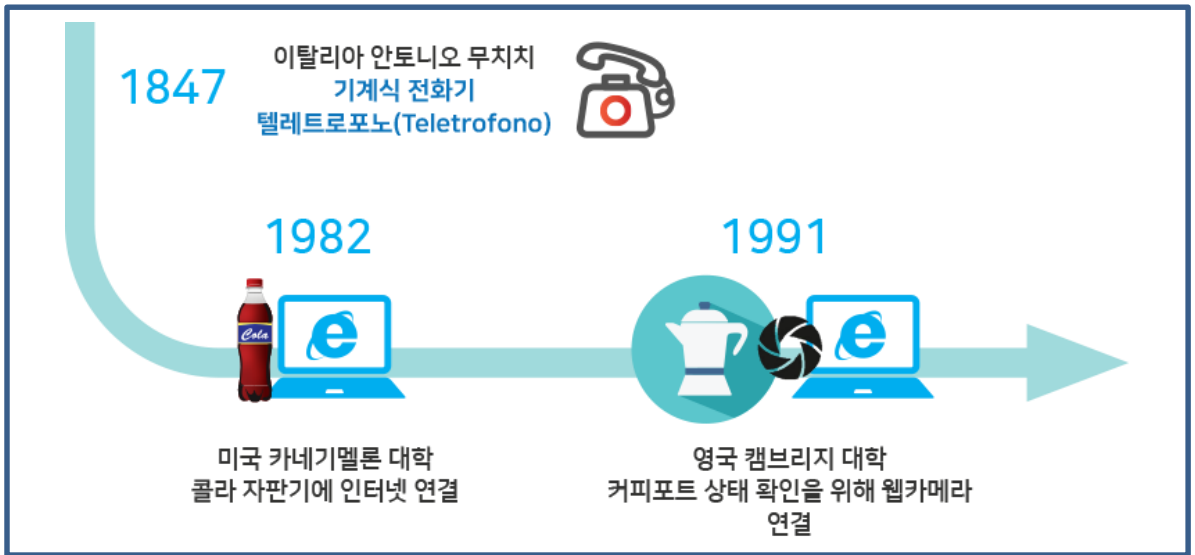 1847
이탈리아 안토니오 무치치
기계식 전화기
텔레트로포노(Teletrofono)
1982
1991
Cola
미국 카네기멜론 대학
콜라 자판기에 인터넷 연결
영국 캠브리지 대학
커피포트 상태 확인을 위해 웹카메라
연결